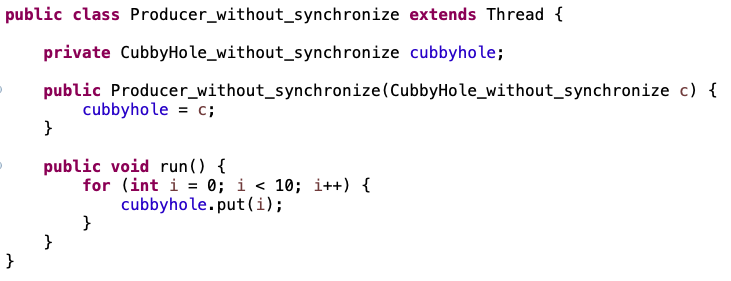 public class Producer_without_synchronize extends Thread {
private CubbyHole_without_synchronize cubbyhole;
public Producer_without_synchronize(CubbyHole_without_synchronize c) {
cubbyhole = c;
}
public void run() {
for (int i = 0; i < 10; i++) {
cubbyhole.put(i);
}
}
}